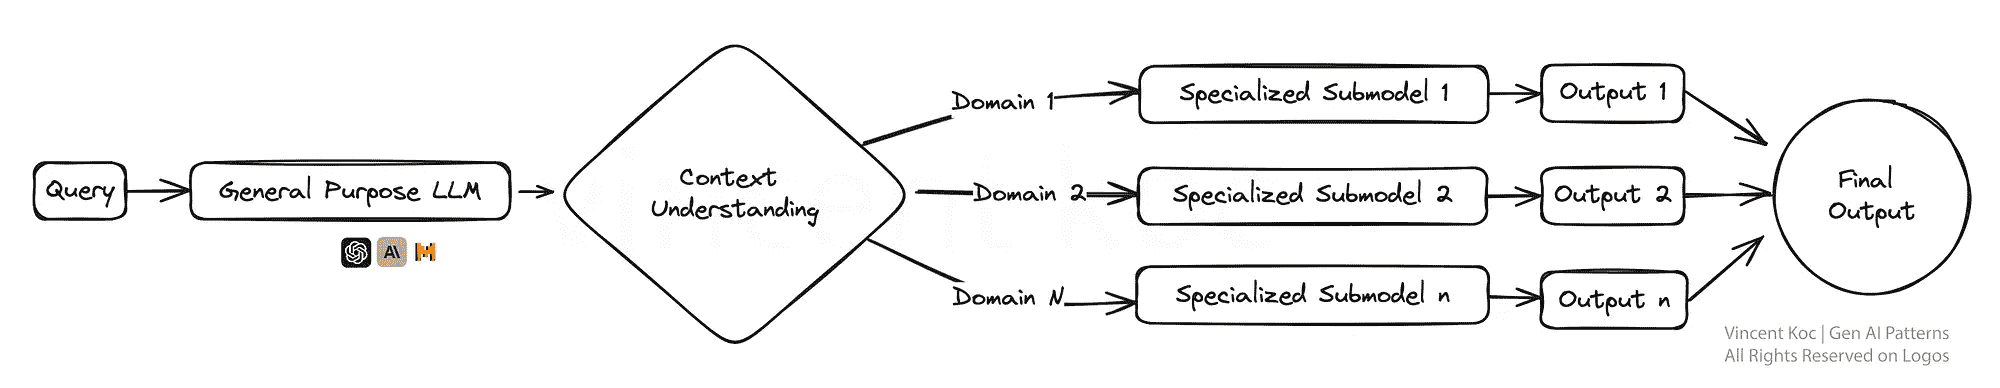 Query
General Purpose LLM
AI
Context
Understanding
Domain 1
Specialized Submodel 1
Output 1
Domain 2
Specialized Submodel 2
Output 2
Domain N
Specialized Submodel n
Output n
Final
Output
Vincent Koc | Gen AI Patterns
All Rights Reserved on Logos